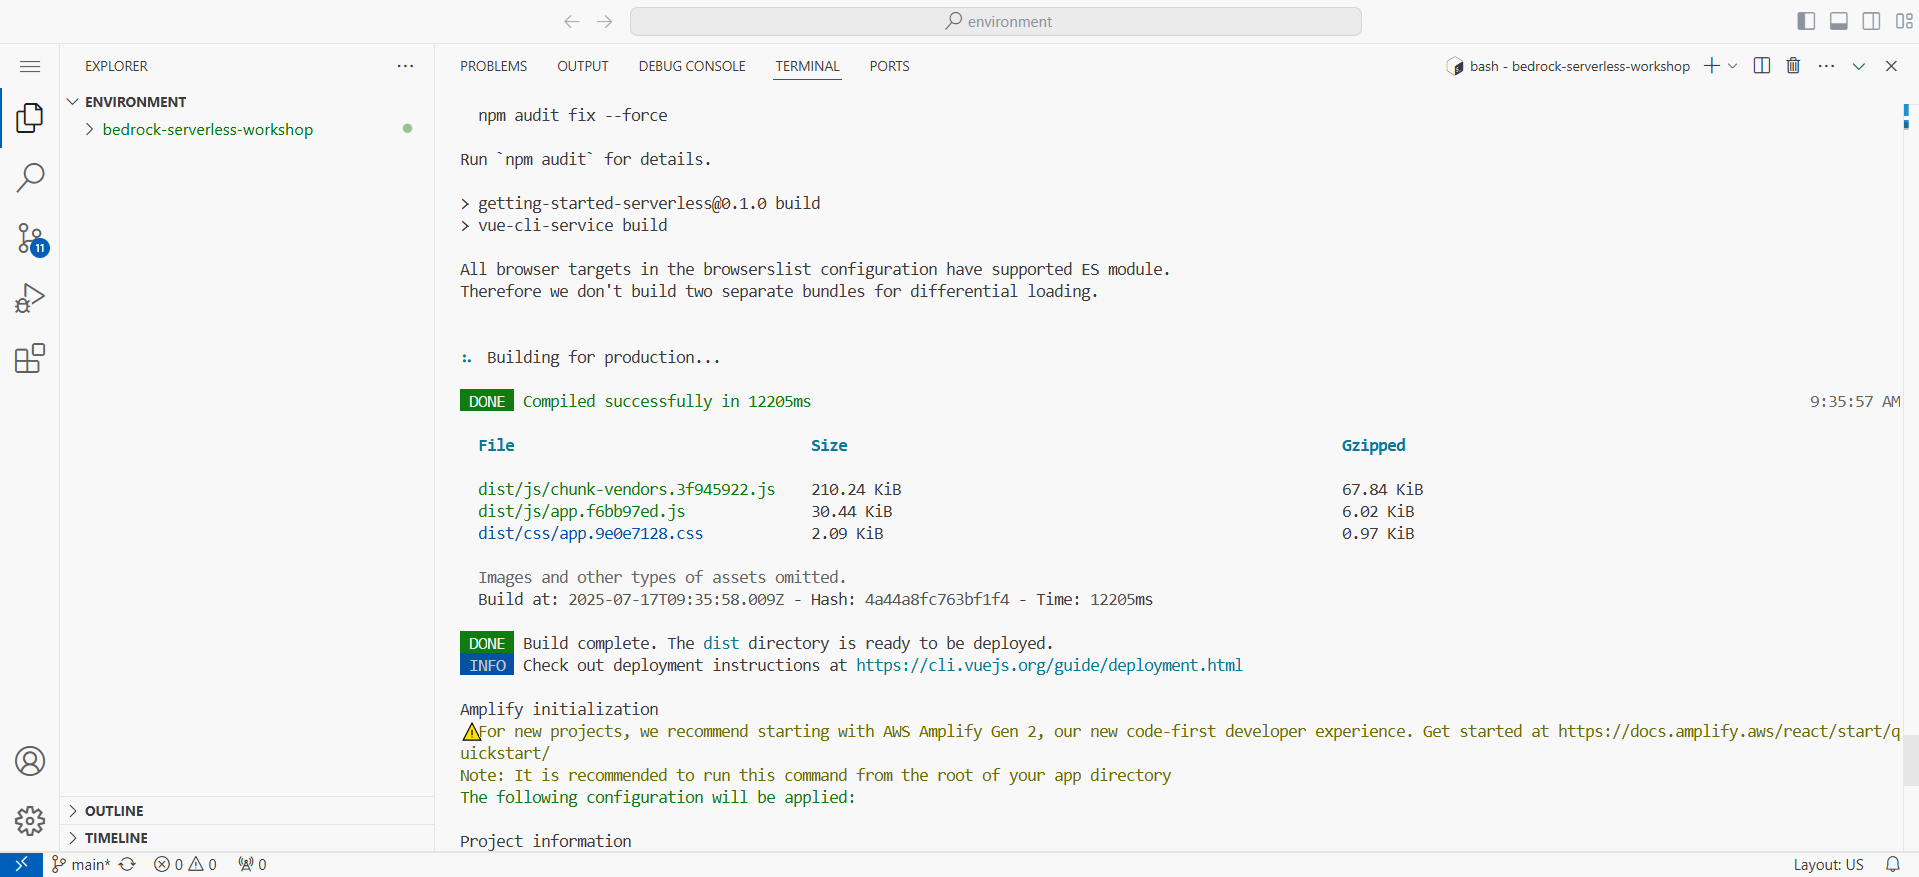 environment
EXPLORER
ENVIRONMENT
bedrock-serverless-workshop
11
OUTLINE
TIMELINE
PROBLEMS OUTPUT DEBUG CONSOLE TERMINAL PORTS
bash - bedrock-serverless-workshop
npm audit fix --force
Run `npm audit` for details.
> getting-started-serverless@0.1.0 build
> vue-cli-service build
All browser targets in the browserslist configuration have supported ES module.
Therefore we don't build two separate bundles for differential loading.
Building for production...
DONE Compiled successfully in 12205ms 9:35:57 AM
File Size Gzipped
dist/js/chunk-vendors.3f945922.js 210.24 KiB 67.84 KiB
dist/js/app.f6bb97ed.js 30.44 KiB 6.02 KiB
dist/css/app.9e0e7128.css 2.09 KiB 0.97 KiB
Images and other types of assets omitted.
Build at: 2025-07-17T09:35:58.009Z - Hash: 4a44a8fc763bf1f4 - Time: 12205ms
DONE Build complete. The dist directory is ready to be deployed.
INFO Check out deployment instructions at https://cli.vuejs.org/guide/deployment.html
Amplify initialization
⚠For new projects, we recommend starting with AWS Amplify Gen 2, our new code-first developer experience. Get started at https://docs.amplify.aws/react/start/q
uickstart/
Note: It is recommended to run this command from the root of your app directory
The following configuration will be applied:
Project information
main* 0 0 0
Layout: US